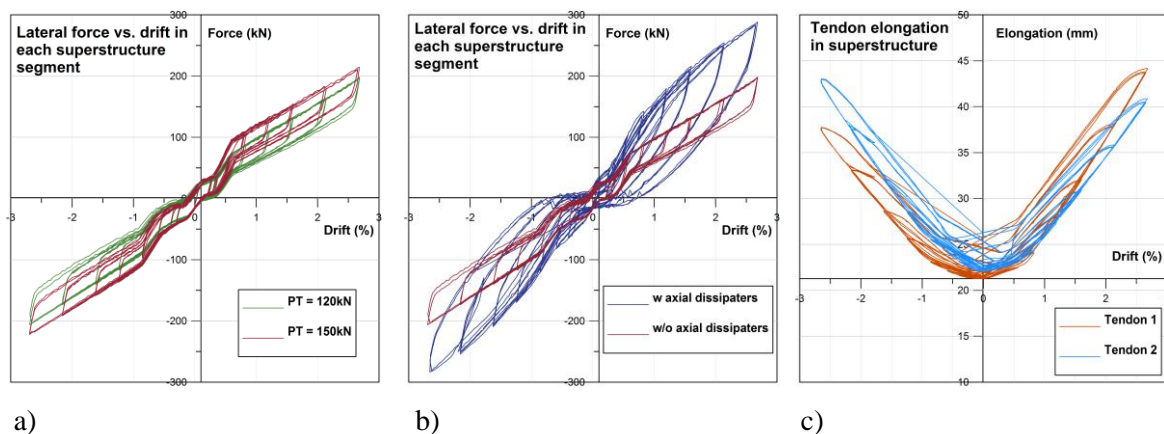 Lateral force vs. drift in
each superstructure
segment
Force (kN)
300
200
100
0
-100
-200
-300
-3
-2
-1
0
1
2
3
Drift (%)
PT = 120kN
PT = 150kN
a)
Lateral force vs. drift in
each superstructure
segment
Force (kN)
300
200
100
0
-100
-200
-300
-3
-2
-1
0
1
2
3
Drift (%)
w axial dissipaters
w/o axial dissipaters
b)
Tendon elongation
in superstructure
Elongation (mm)
50
45
40
35
30
25
20
15
10
-3
-2
-1
0
1
2
Drift (%)
Tendon 1
Tendon 2
c)